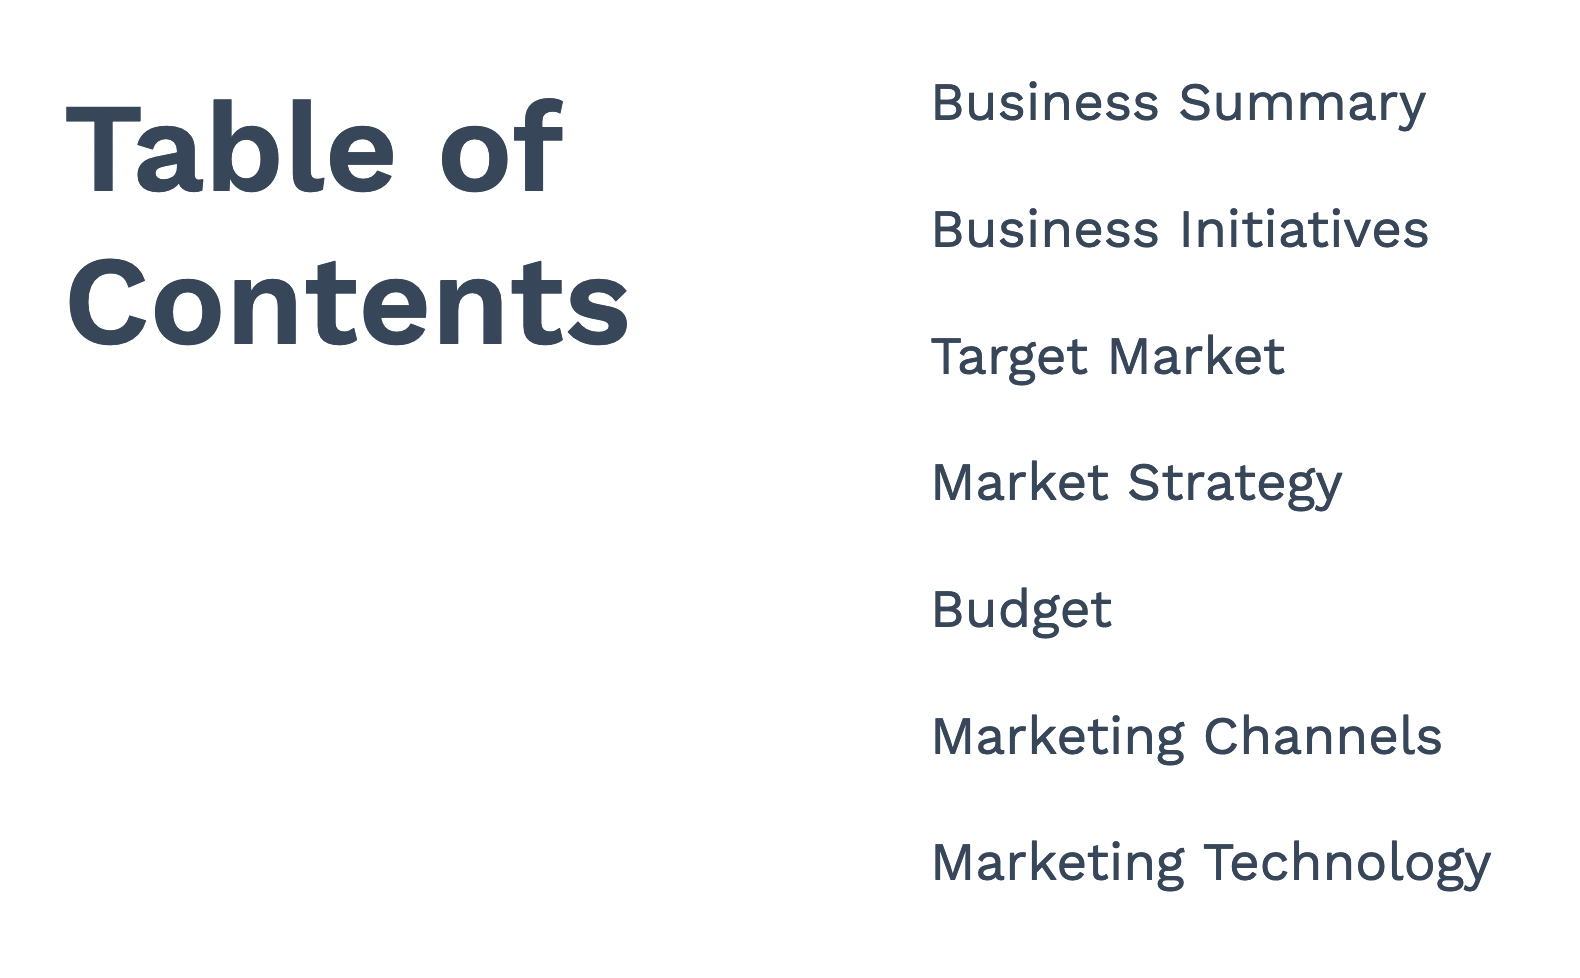 Table of
Contents
Business Summary
Business Initiatives
Target Market
Market Strategy
Budget
Marketing Channels
Marketing Technology